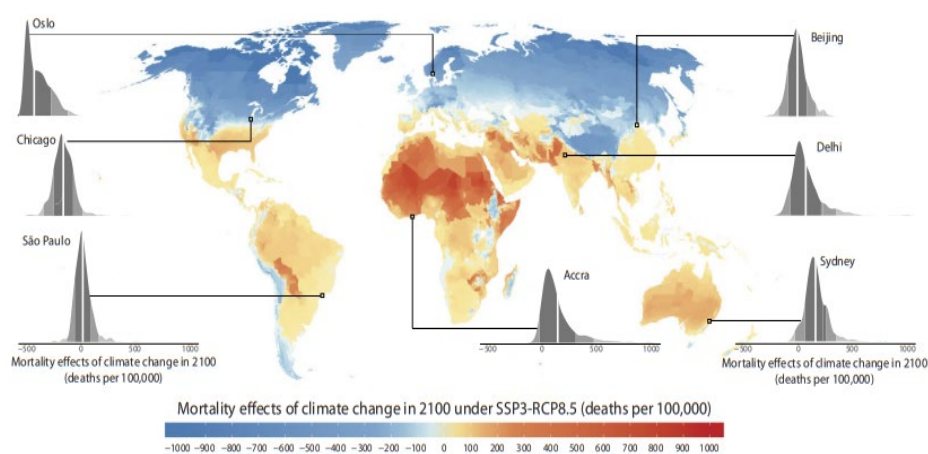 Oslo
Beijing
Chicago
Delhi
São Paulo
Accra
Sydney
−500 0 500 1000
Mortality effects of climate change in 2100
(deaths per 100,000)
−500 0 500 1000
−500 0 500 1000
Mortality effects of climate change in 2100
(deaths per 100,000)
Mortality effects of climate change in 2100 under SSP3-RCP8.5 (deaths per 100,000)
−1000 −900 −800 −700 −600 −500 −400 −300 −200 −100 0 100 200 300 400 500 600 700 800 900 1000